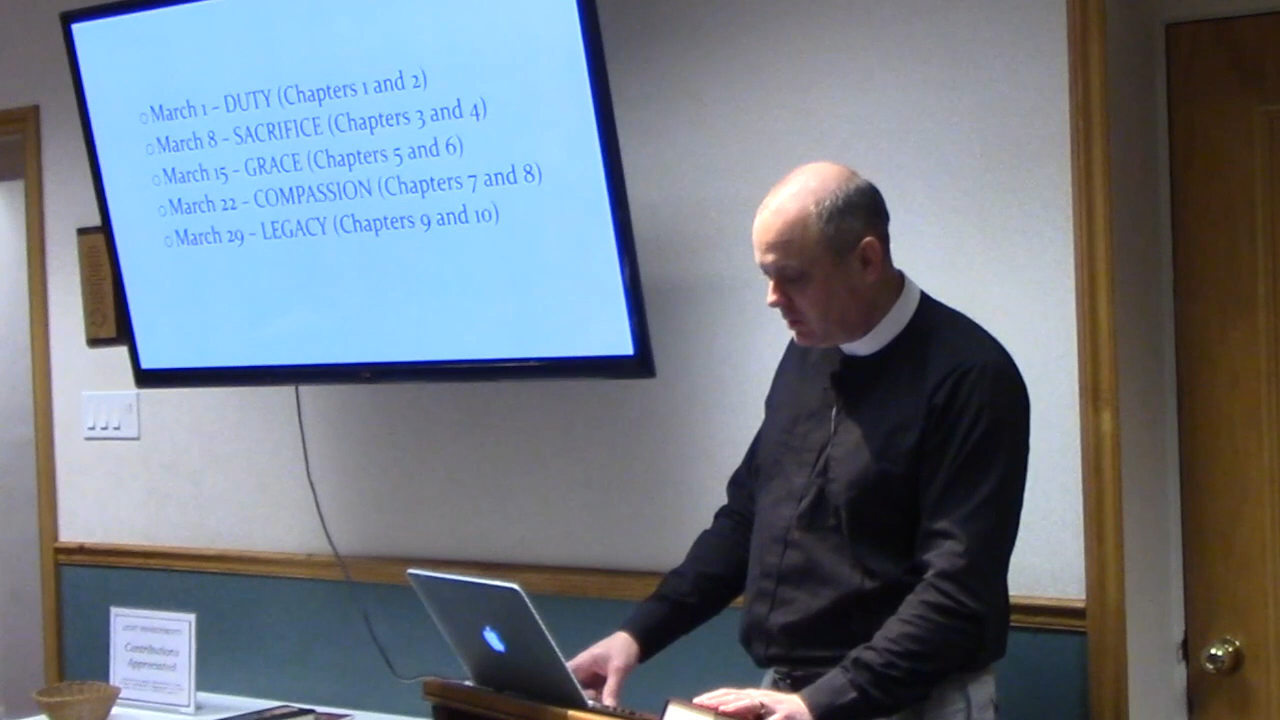 March 1 – DUTY (Chapters 1 and 2)
March 8 – SACRIFICE (Chapters 3 and 4)
March 15 – GRACE (Chapters 5 and 6)
March 22 – COMPASSION (Chapters 7 and 8)
March 29 – LEGACY (Chapters 9 and 10)
Contributions
Appreciated!